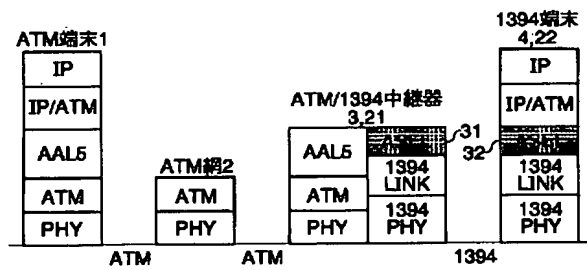 ATM端末1
IP
IP/ATM
AAL5
ATM
PHY
ATM網2
ATM
PHY
ATM/1394中継器
3,21
AAL5
ATM
PHY
31
1394
LINK
1394
PHY
1394端末
4,22
IP
IP/ATM
32
1394
LINK
1394
PHY
ATM
ATM
1394